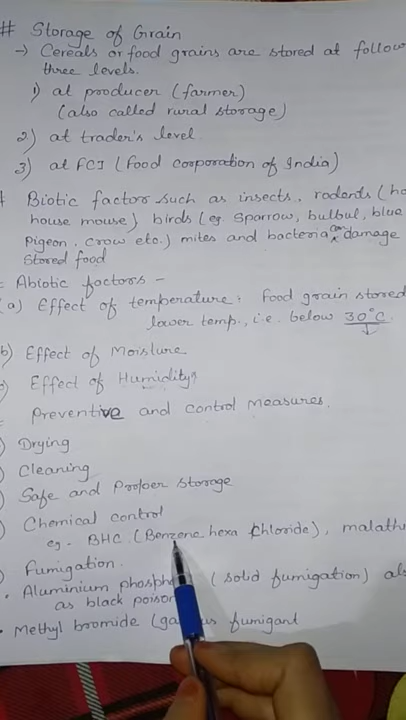 # Storage of Grain
→ Cereals or food grains are stored at follow
three levels.
1) at producer (farmer)
(also called rural storage)
2) at trader's level
3) at FCI (Food corporation of India)
Biotic factors such as insects, rodents (ho
house mouse) birds (eg. Sparrow, bulbul, blue
Pigeon, crow etc.) mites and bacteria can damage
Stored food
Abiotic factors -
(a) Effect of temperature: Food grain stored
lower temp., i.e. below 30°C
b) Effect of Moisture
Effect of Humidity
Preventive and control measures.
Drying
Cleaning
Safe and Proper storage
Chemical control
eg. BHC (Benzene hexa chloride), malath
Fumigation.
Aluminium phosph (solid fumigation) al
as black poison
Methyl bromide (ga us fumigant